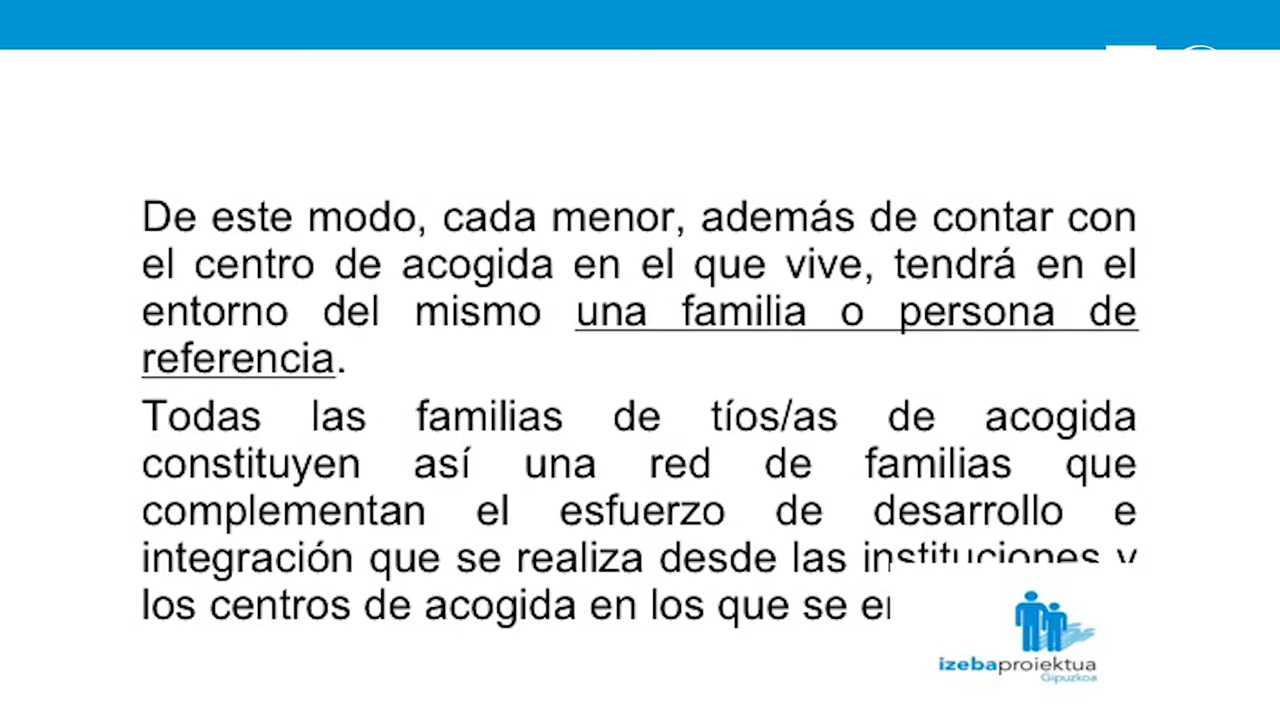 De este modo, cada menor, además de contar con
el centro de acogida en el que vive, tendrá en el
entorno del mismo una familia o persona de
referencia.
Todas las familias de tíos/as de acogida
constituyen así una red de familias que
complementan el esfuerzo de desarrollo e
integración que se realiza desde las instituciones y
los centros de acogida en los que se
izebaproiektua
Gipuzkoa